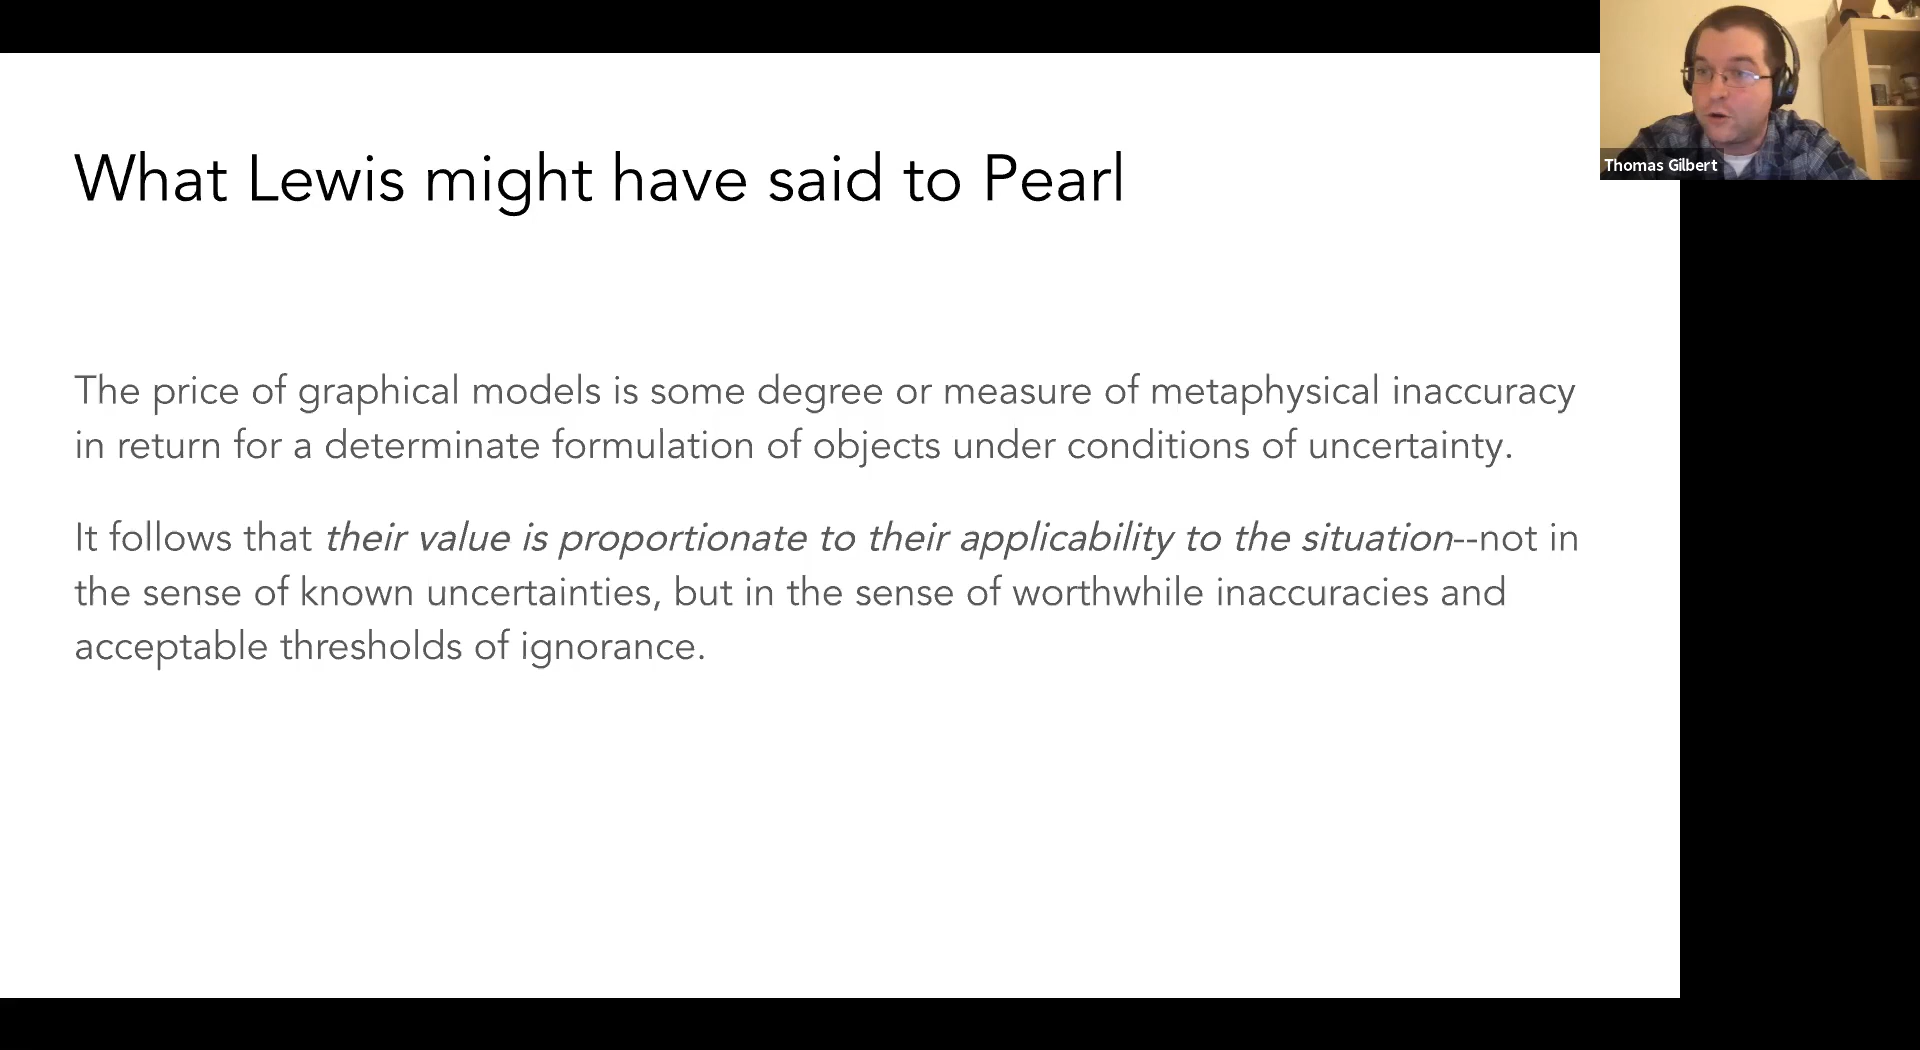 What Lewis might have said to Pearl
Thomas Gilbert
The price of graphical models is some degree or measure of metaphysical inaccuracy
in return for a determinate formulation of objects under conditions of uncertainty.
It follows that their value is proportionate to their applicability to the situation--not in
the sense of known uncertainties, but in the sense of worthwhile inaccuracies and
acceptable thresholds of ignorance.